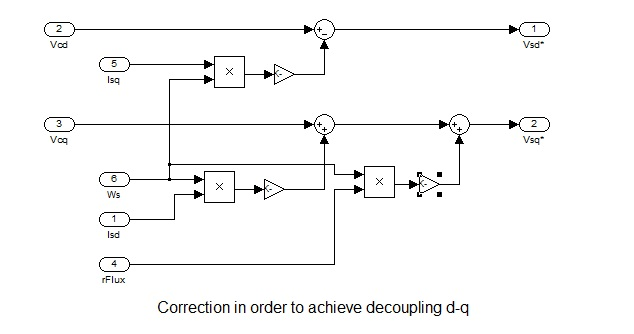 2
Vcd
1
Vsd*
5
Isq
3
Vcq
2
Vsq*
6
Ws
1
Isd
4
rFlux
Correction in order to achieve decoupling d-q